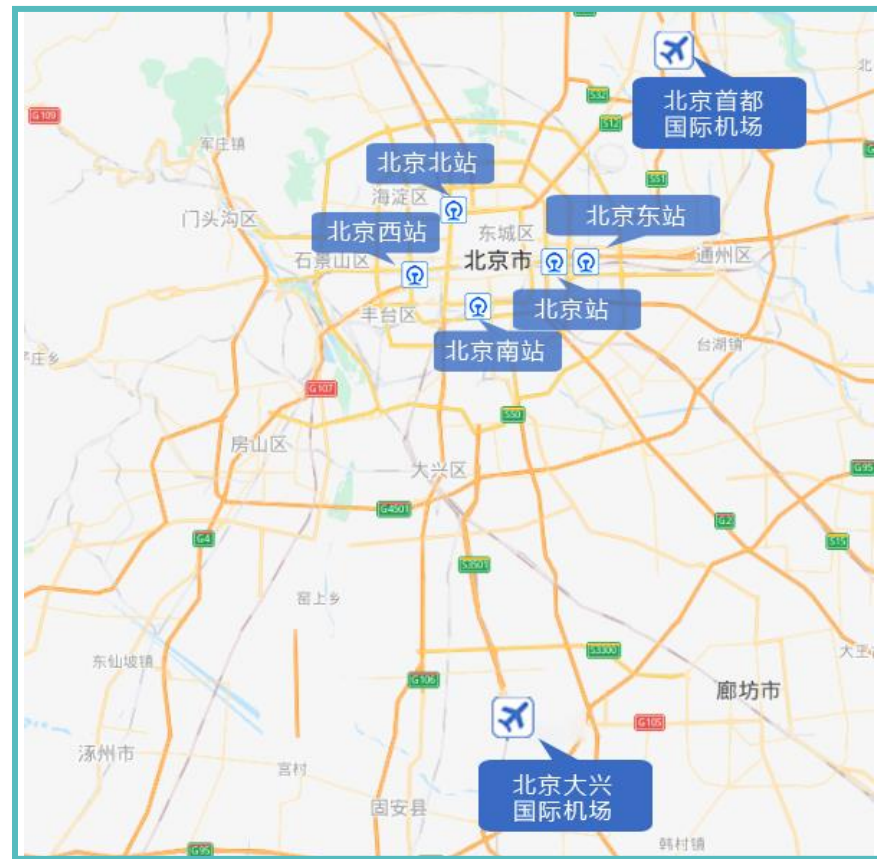 北京首都
国际机场
S32
G109
S12
军庄镇
北京北站
S51
海淀区
门头沟区
北京西站
东城区
北京东站
石景山区
北京市
通州区
丰台区
北京站
北京南站
台湖镇
G107
S50
房山区
大兴区
G95
G4501
G2
G4
S15
S3501
窑上乡
S3300
东仙坡镇
G106
廊坊市
G105
涿州市
宫村
北京大兴
国际机场
固安县
韩村镇
G95